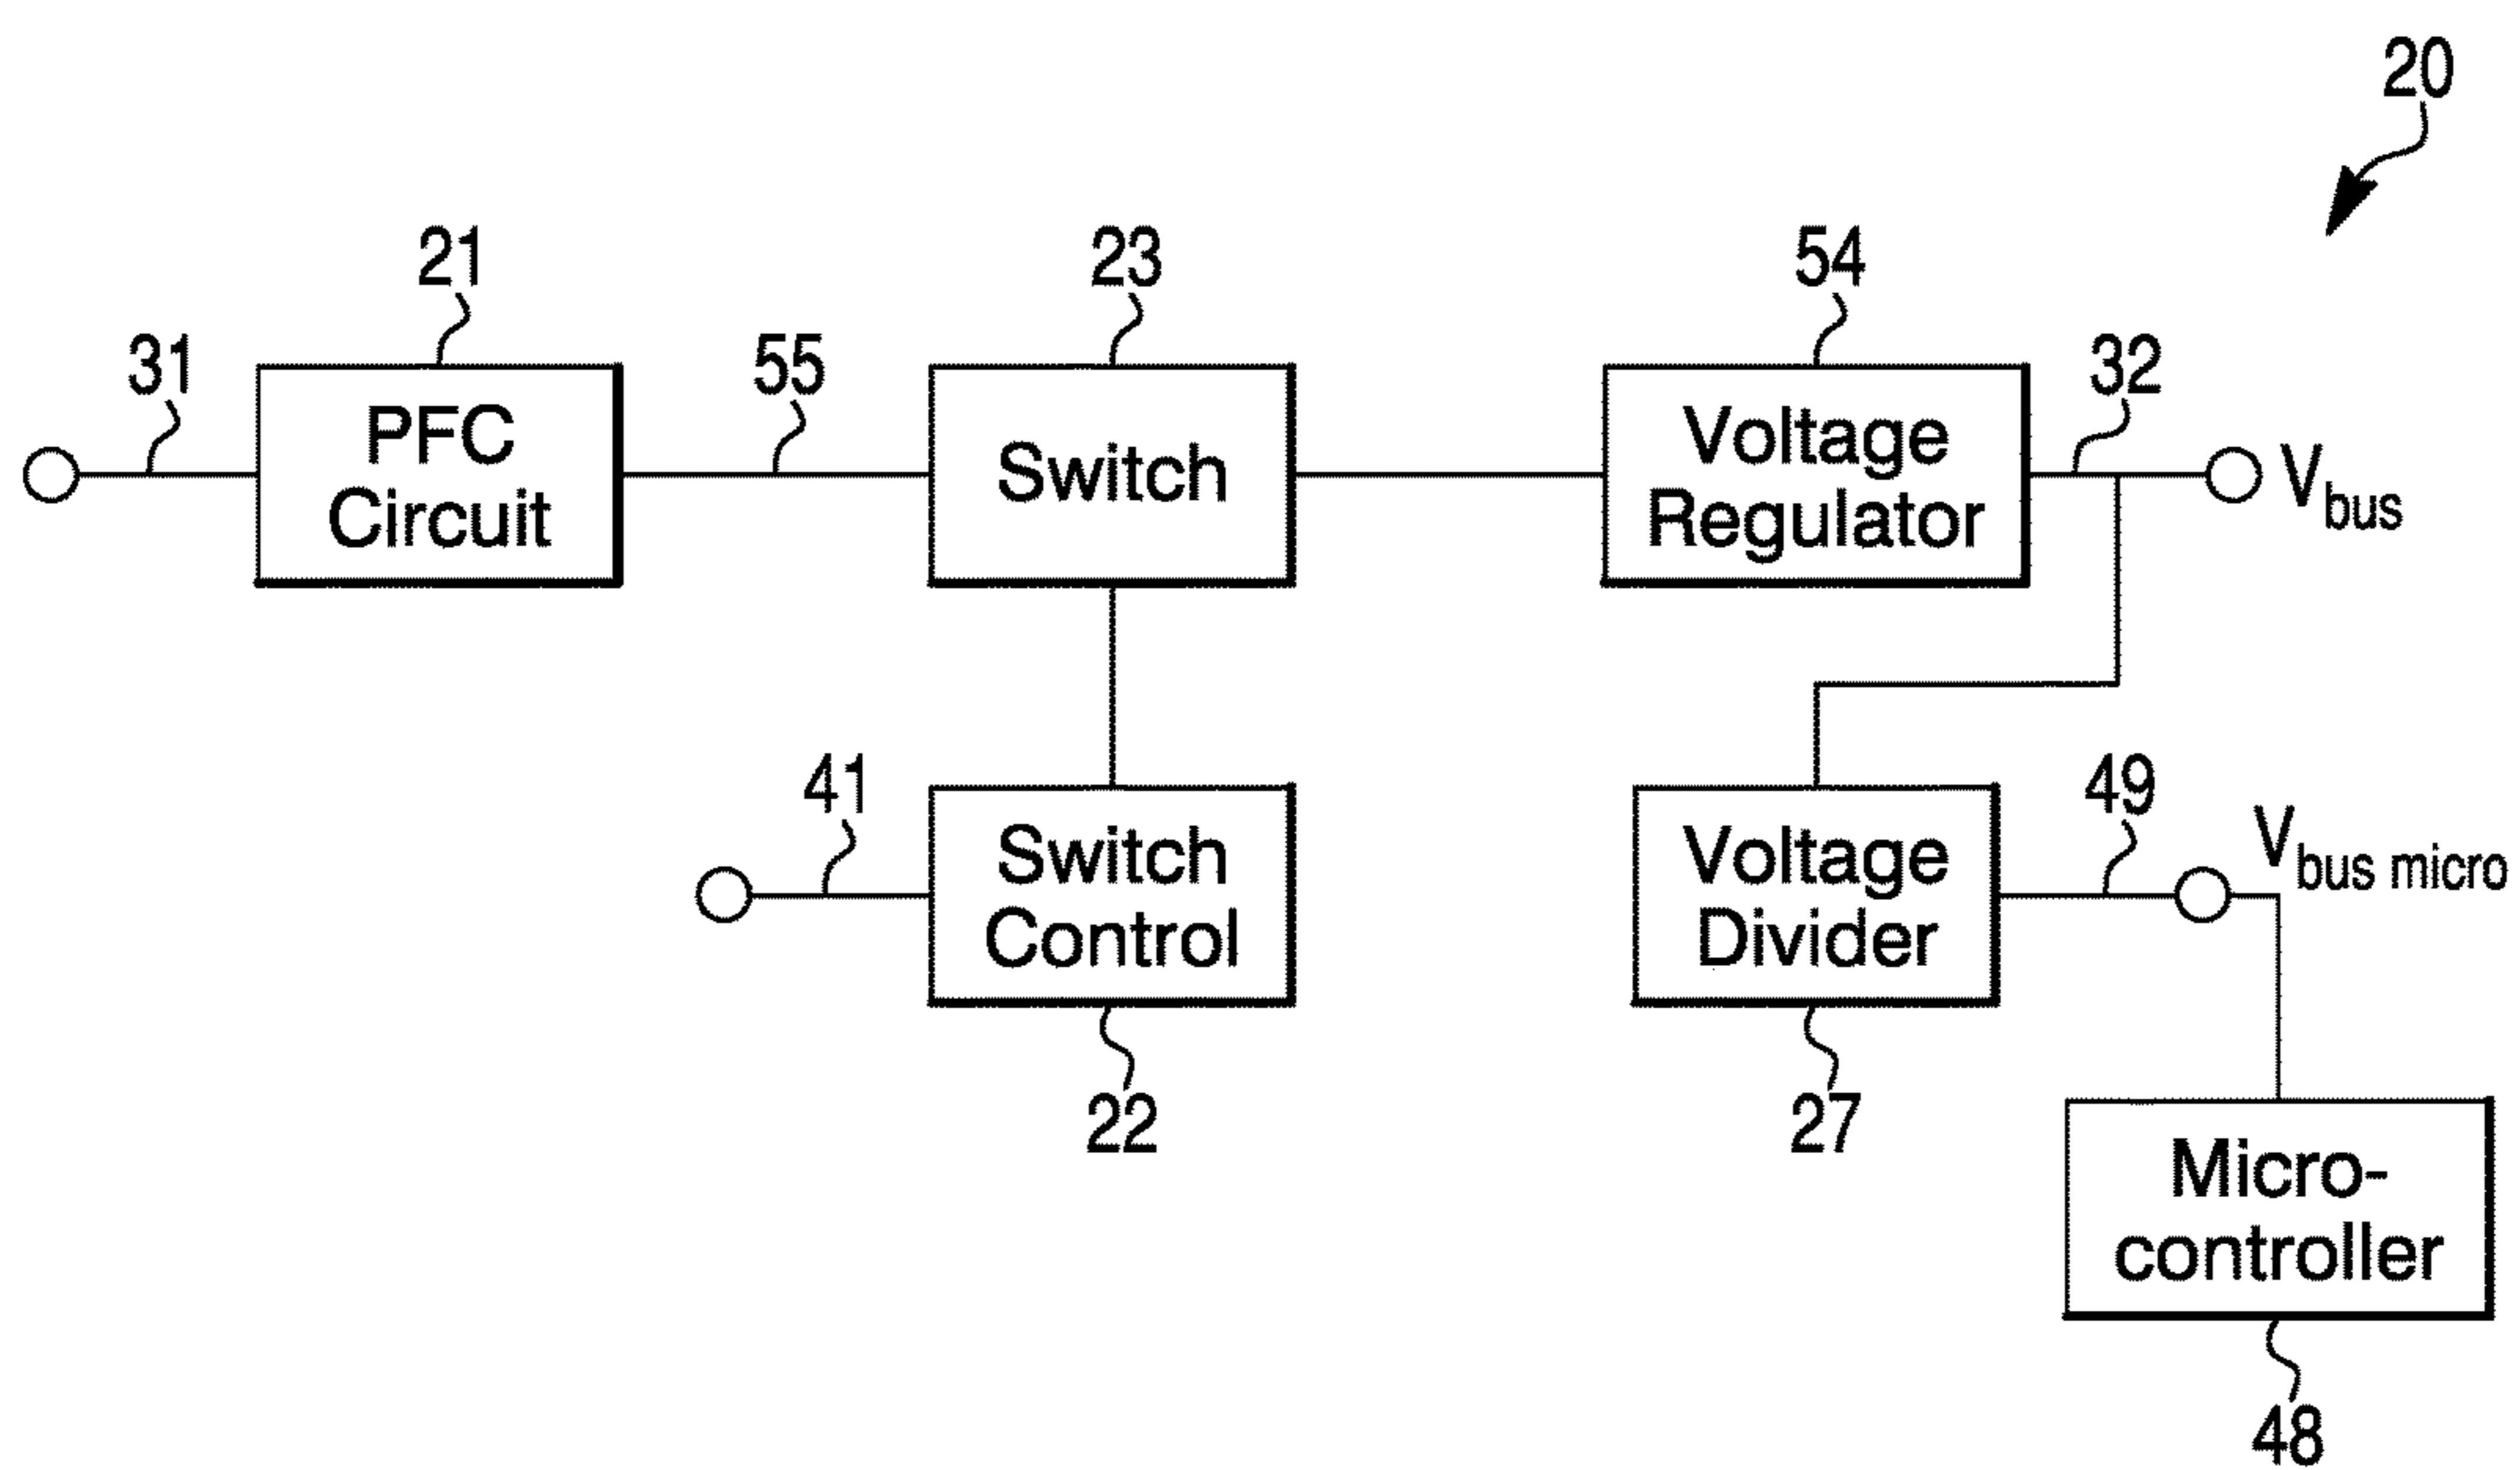 20
21
23
54
31
55
32
PFC
Circuit
Switch
Voltage
Regulator
Vbus
41
49
Switch
Control
Voltage
Divider
Vbus micro
22
27
Micro-
controller
48